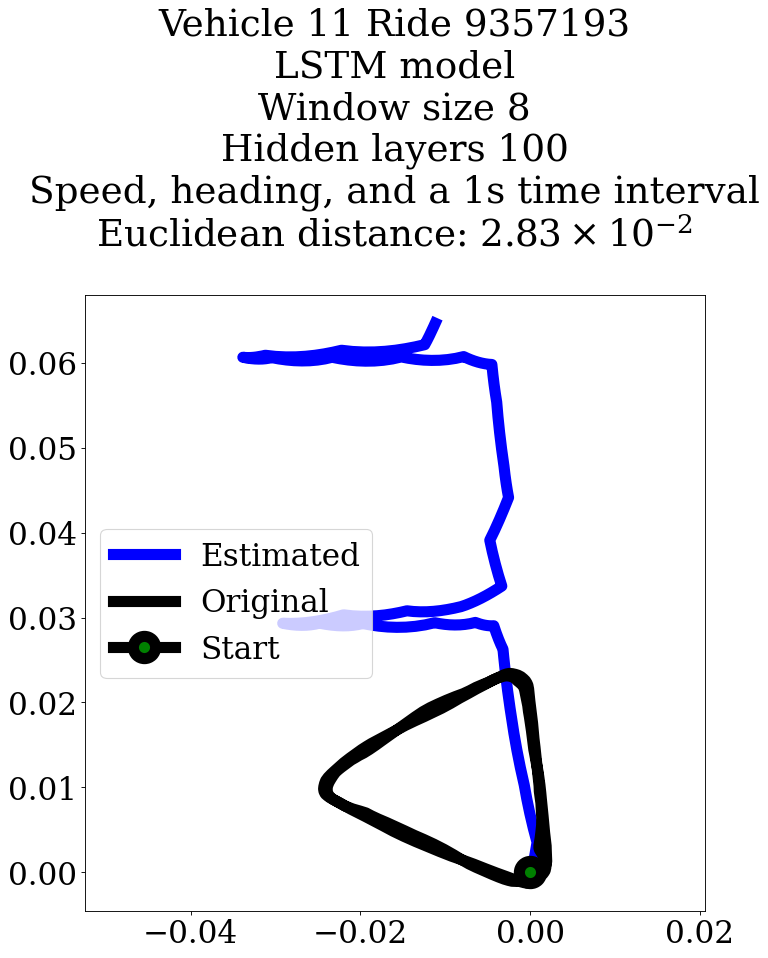 Vehicle 11 Ride 9357193
LSTM model
Window size 8
Hidden layers 100
Speed, heading, and a 1s time interval
Euclidean distance: 2.83 × 10⁻²
0.06
0.05
0.04
0.03
0.02
0.01
0.00
Estimated
Original
Start
−0.04 −0.02 0.00 0.02